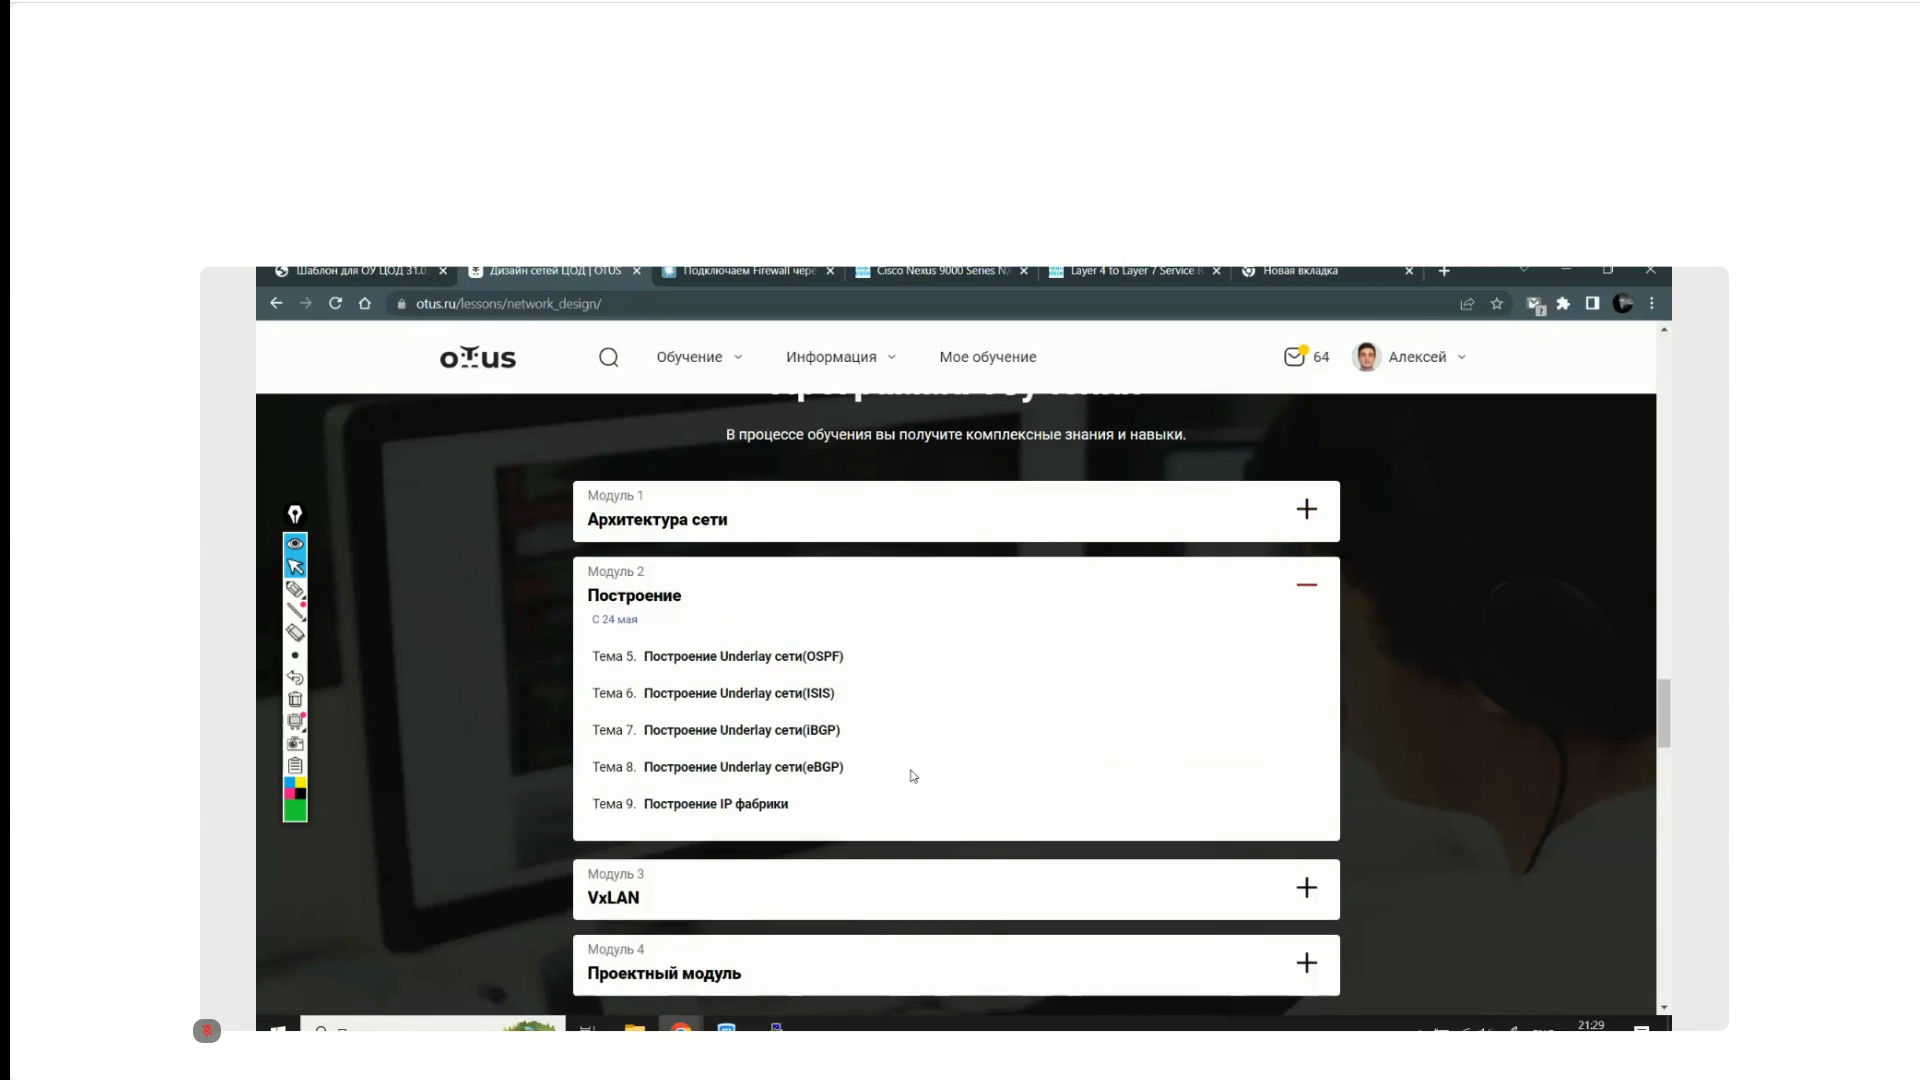 Шаблон для ОУ ЦОД 31.0
Дизайн сетей ЦОД | OTUS
Подключаем Firewall чере
Cisco Nexus 9000 Series N
Layer 4 to Layer 7 Service
Новая вкладка
otus.ru/lessons/network_design/
OTUS
Обучение
Информация
Мое обучение
64
Алексей
В процессе обучения вы получите комплексные знания и навыки.
Модуль 1
Архитектура сети
Модуль 2
Построение
С 24 мая
Тема 5. Построение Underlay сети(OSPF)
Тема 6. Построение Underlay сети(ISIS)
Тема 7. Построение Underlay сети(iBGP)
Тема 8. Построение Underlay сети(eBGP)
Тема 9. Построение IP фабрики
Модуль 3
VxLAN
Модуль 4
Проектный модуль
21:29